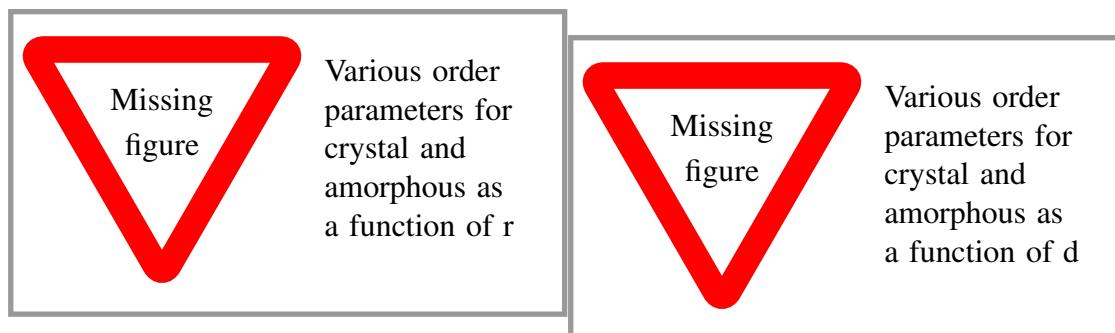 Missing
figure
Various order
parameters for
crystal and
amorphous as
a function of r
Missing
figure
Various order
parameters for
crystal and
amorphous as
a function of d